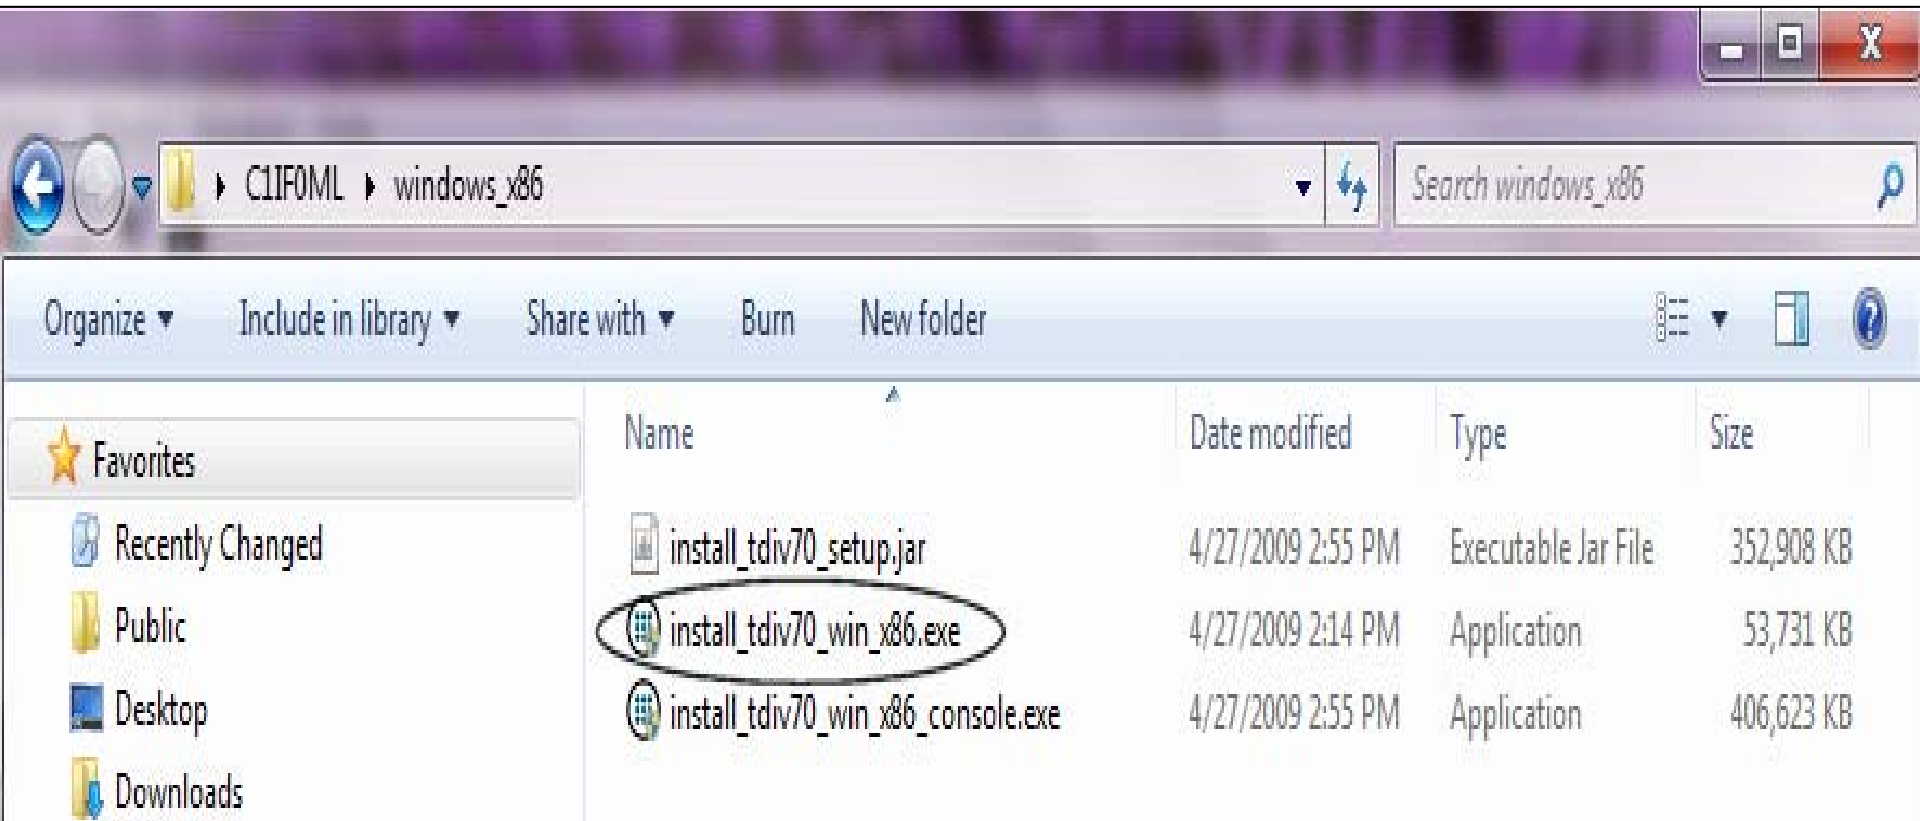 C1IF0ML windows_x86 Search windows_x86
Organize Include in library Share with Burn New folder
Name Date modified Type Size
Favorites
Recently Changed install_tdiv70_setup.jar 4/27/2009 2:55 PM Executable Jar File 352,908 KB
Public install_tdiv70_win_x86.exe 4/27/2009 2:14 PM Application 53,731 KB
Desktop install_tdiv70_win_x86_console.exe 4/27/2009 2:55 PM Application 406,623 KB
Downloads